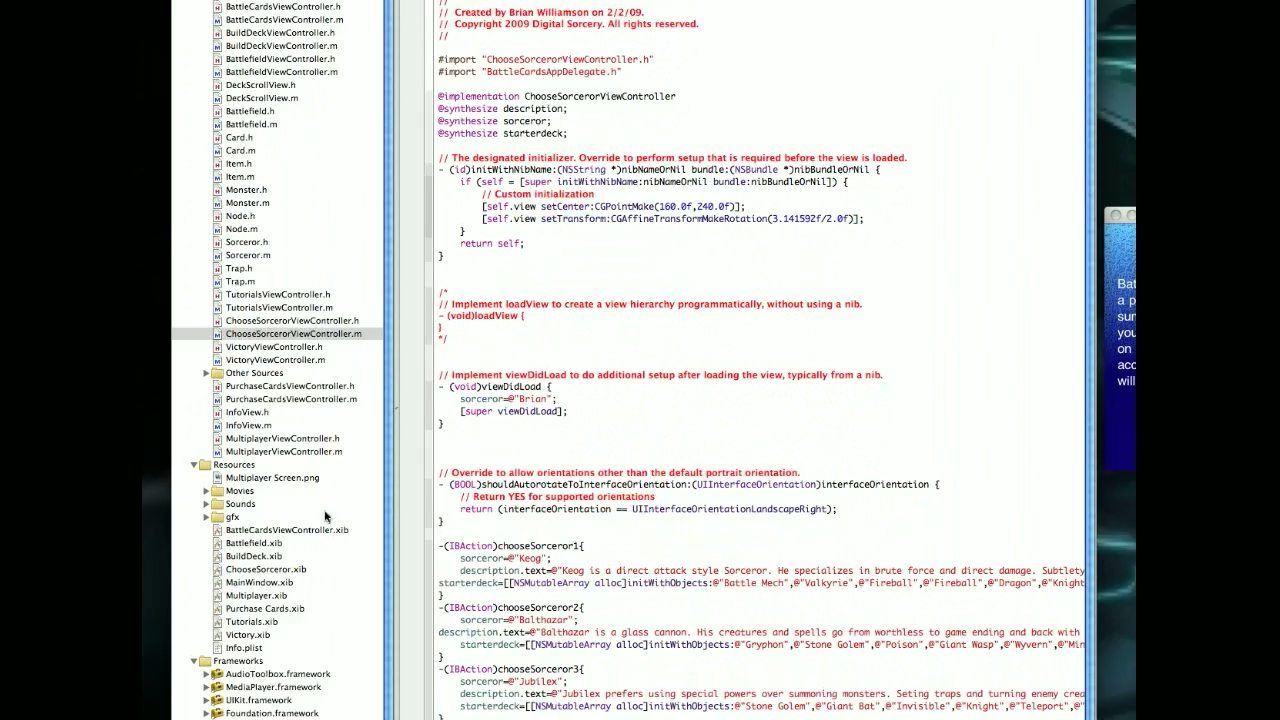 BattleCardsViewController.h
BattleCardsViewController.m
BuildDeckViewController.h
BuildDeckViewController.m
BattlefieldViewController.h
BattlefieldViewController.m
DeckScrollView.h
DeckScrollView.m
Battlefield.h
Battlefield.m
Card.h
Card.m
Item.h
Item.m
Monster.h
Monster.m
Node.h
Node.m
Sorceror.h
Sorceror.m
Trap.h
Trap.m
TutorialsViewController.h
TutorialsViewController.m
ChooseSorcerorViewController.h
ChooseSorcerorViewController.m
VictoryViewController.h
VictoryViewController.m
Other Sources
PurchaseCardsViewController.h
PurchaseCardsViewController.m
InfoView.h
InfoView.m
MultiplayerViewController.h
MultiplayerViewController.m
Resources
Multiplayer Screen.png
Movies
Sounds
gfx
BattleCardsViewController.xib
Battlefield.xib
BuildDeck.xib
ChooseSorceror.xib
MainWindow.xib
Multiplayer.xib
Purchase Cards.xib
Tutorials.xib
Victory.xib
Info.plist
Frameworks
AudioToolbox.framework
MediaPlayer.framework
UIKit.framework
Foundation.framework
//
// Created by Brian Williamson on 2/2/09.
// Copyright 2009 Digital Sorcery. All rights reserved.
//
#import "ChooseSorcerorViewController.h"
#import "BattleCardsAppDelegate.h"
@implementation ChooseSorcerorViewController
@synthesize description;
@synthesize sorceror;
@synthesize starterdeck;
// The designated initializer. Override to perform setup that is required before the view is loaded.
- (id)initWithNibName:(NSString *)nibNameOrNil bundle:(NSBundle *)nibBundleOrNil {
if (self = [super initWithNibName:nibNameOrNil bundle:nibBundleOrNil]) {
// Custom initialization
[self.view setCenter:CGPointMake(160.0f,240.0f)];
[self.view setTransform:CGAffineTransformMakeRotation(3.141592f/2.0f)];
}
return self;
}
/*
// Implement loadView to create a view hierarchy programmatically, without using a nib.
- (void)loadView {
}
*/
// Implement viewDidLoad to do additional setup after loading the view, typically from a nib.
- (void)viewDidLoad {
sorceror=@"Brian";
[super viewDidLoad];
}
// Override to allow orientations other than the default portrait orientation.
- (BOOL)shouldAutorotateToInterfaceOrientation:(UIInterfaceOrientation)interfaceOrientation {
// Return YES for supported orientations
return (interfaceOrientation == UIInterfaceOrientationLandscapeRight);
}
-(IBAction)chooseSorceror1{
sorceror=@"Keog";
description.text=@"Keog is a direct attack style Sorceror. He specializes in brute force and direct damage. Subtlety
starterdeck=[[NSMutableArray alloc]initWithObjects:@"Battle Mech",@"Valkyrie",@"Fireball",@"Fireball",@"Dragon",@"Knight
}
-(IBAction)chooseSorceror2{
sorceror=@"Balthazar";
description.text=@"Balthazar is a glass cannon. His creatures and spells go from worthless to game ending and back with
starterdeck=[[NSMutableArray alloc]initWithObjects:@"Gryphon",@"Stone Golem",@"Poison",@"Giant Wasp",@"Wyvern",@"Min
}
-(IBAction)chooseSorceror3{
sorceror=@"Jubilex";
description.text=@"Jubilex prefers using special powers over summoning monsters. Seting traps and turning enemy crea
starterdeck=[[NSMutableArray alloc]initWithObjects:@"Stone Golem",@"Giant Bat",@"Invisible",@"Knight",@"Teleport",@"
}
Bat
a p
sum
you
on
acc
will